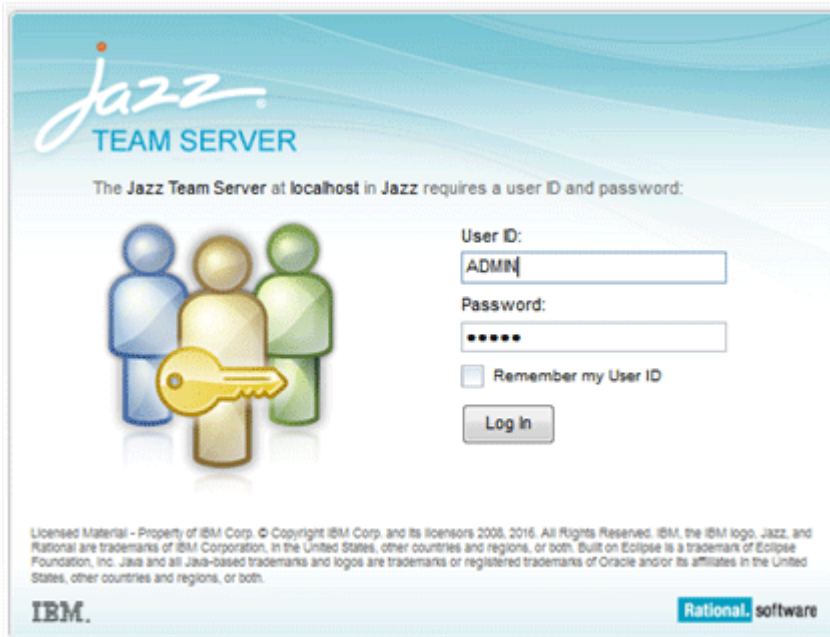 jazz®
TEAM SERVER
The Jazz Team Server at localhost in Jazz requires a user ID and password:
User ID:
ADMIN
Password:
•••••
Remember my User ID
Log In
Licensed Material - Property of IBM Corp. © Copyright IBM Corp. and its licensors 2008, 2016. All Rights Reserved. IBM, the IBM logo, Jazz, and
Rational are trademarks of IBM Corporation, in the United States, other countries and regions, or both. Built on Eclipse is a trademark of Eclipse
Foundation, Inc. Java and all Java-based trademarks and logos are trademarks or registered trademarks of Oracle and/or its affiliates in the United
States, other countries and regions, or both.
IBM.
Rational. software